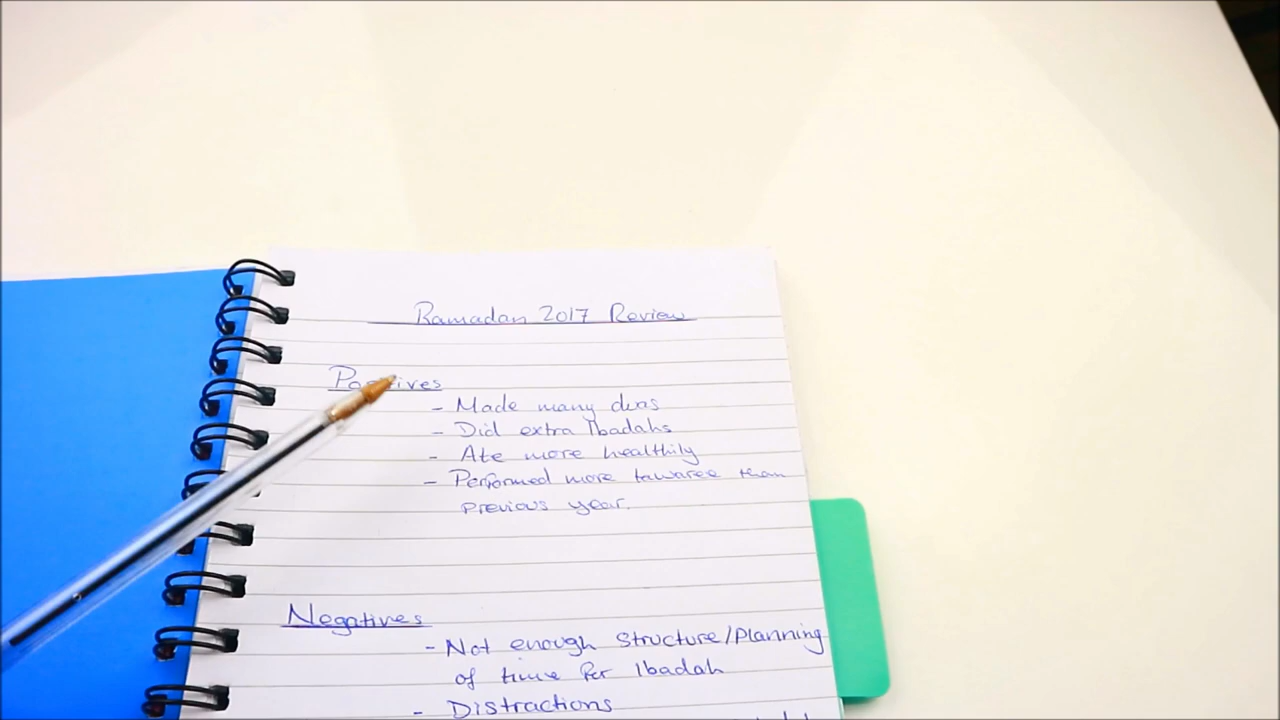 Ramadan 2017 Review
Positives
- Made many duas
- Did extra Ibadahs
- Ate more healthily
- Performed more tawaree than
previous year.
Negatives
- Not enough structure/planning
of time for Ibadah
- Distractions